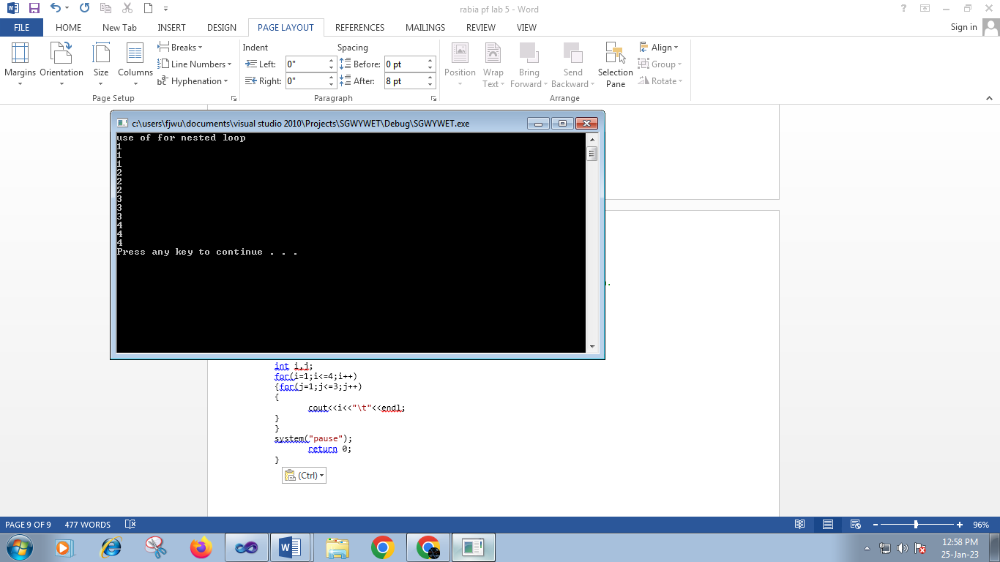 rabia pf lab 5 - Word
FILE HOME New Tab INSERT DESIGN PAGE LAYOUT REFERENCES MAILINGS REVIEW VIEW Sign in
Margins Orientation Size Columns
Breaks
Line Numbers
Hyphenation
Page Setup
Indent Spacing
Left: 0" Before: 0 pt
Right: 0" After: 8 pt
Paragraph
Position Wrap Text Bring Forward Send Backward Selection Pane
Align
Group
Rotate
Arrange
c:\users\fjwu\documents\visual studio 2010\Projects\SGWYWET\Debug\SGWYWET.exe
use of for nested loop
1
1
1
2
2
2
3
3
3
4
4
4
Press any key to continue . . .
int i,j;
for(i=1;i<=4;i++)
{for(j=1;j<=3;j++)
{
cout<<i<<"\t"<<endl;
}
}
system("pause");
return 0;
}
(Ctrl)
PAGE 9 OF 9 477 WORDS 96%
12:58 PM
25-Jan-23